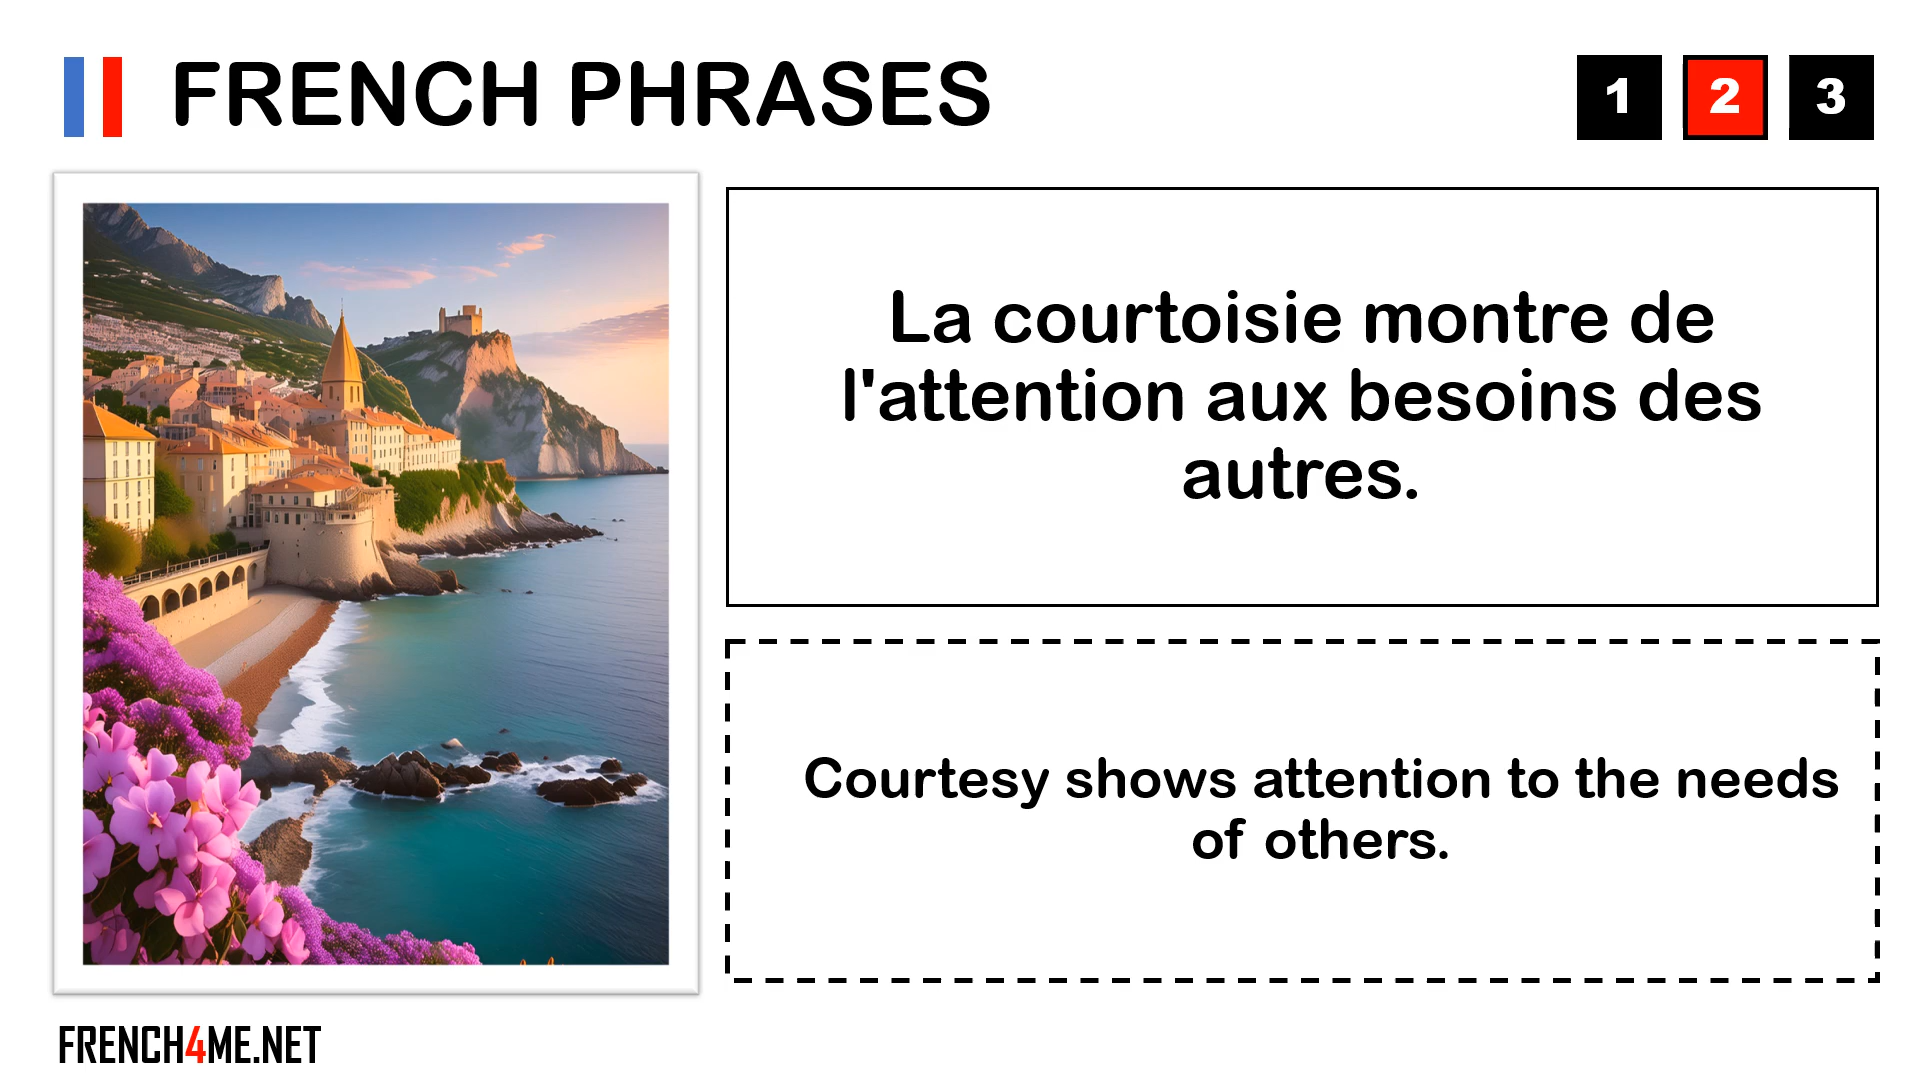 FRENCH PHRASES
1 2 3
La courtoisie montre de
l'attention aux besoins des
autres.
Courtesy shows attention to the needs
of others.
FRENCH4ME.NET